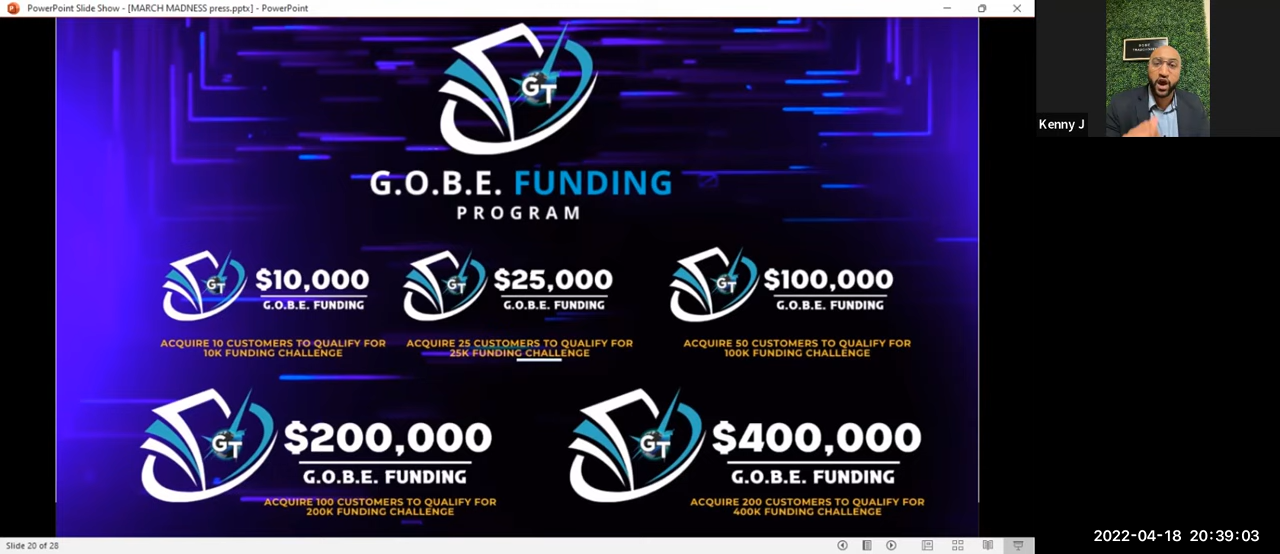 PowerPoint Slide Show - [MARCH MADNESS press.pptx] - PowerPoint
GT
G.O.B.E. FUNDING
PROGRAM
GT
$10,000
G.O.B.E. FUNDING
ACQUIRE 10 CUSTOMERS TO QUALIFY FOR
10K FUNDING CHALLENGE
GT
$25,000
G.O.B.E. FUNDING
ACQUIRE 25 CUSTOMERS TO QUALIFY FOR
25K FUNDING CHALLENGE
GT
$100,000
G.O.B.E. FUNDING
ACQUIRE 50 CUSTOMERS TO QUALIFY FOR
100K FUNDING CHALLENGE
GT
$200,000
G.O.B.E. FUNDING
ACQUIRE 100 CUSTOMERS TO QUALIFY FOR
200K FUNDING CHALLENGE
GT
$400,000
G.O.B.E. FUNDING
ACQUIRE 200 CUSTOMERS TO QUALIFY FOR
400K FUNDING CHALLENGE
Slide 20 of 28
Kenny J
2022-04-18 20:39:03